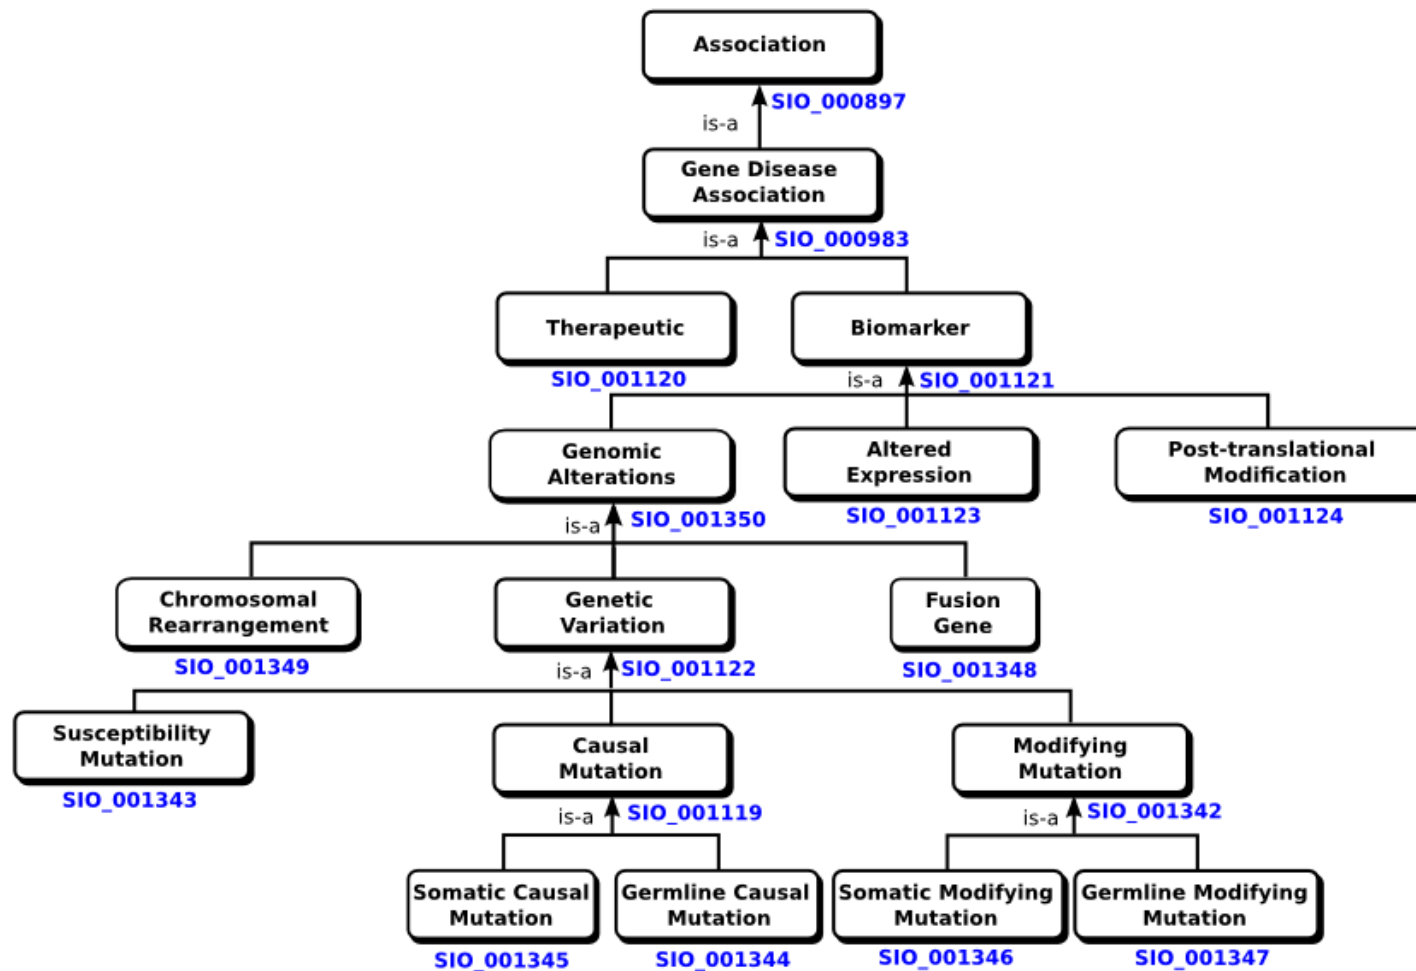 Association
SIO_000897
is-a
Gene Disease
Association
is-a
SIO_000983
Therapeutic
Biomarker
SIO_001120
is-a
SIO_001121
Genomic
Alterations
Altered
Expression
Post-translational
Modification
is-a
SIO_001350
SIO_001123
SIO_001124
Chromosomal
Rearrangement
Genetic
Variation
Fusion
Gene
SIO_001349
is-a
SIO_001122
SIO_001348
Susceptibility
Mutation
Causal
Mutation
Modifying
Mutation
SIO_001343
is-a
SIO_001119
is-a
SIO_001342
Somatic Causal
Mutation
Germline Causal
Mutation
Somatic Modifying
Mutation
Germline Modifying
Mutation
SIO_001345
SIO_001344
SIO_001346
SIO_001347